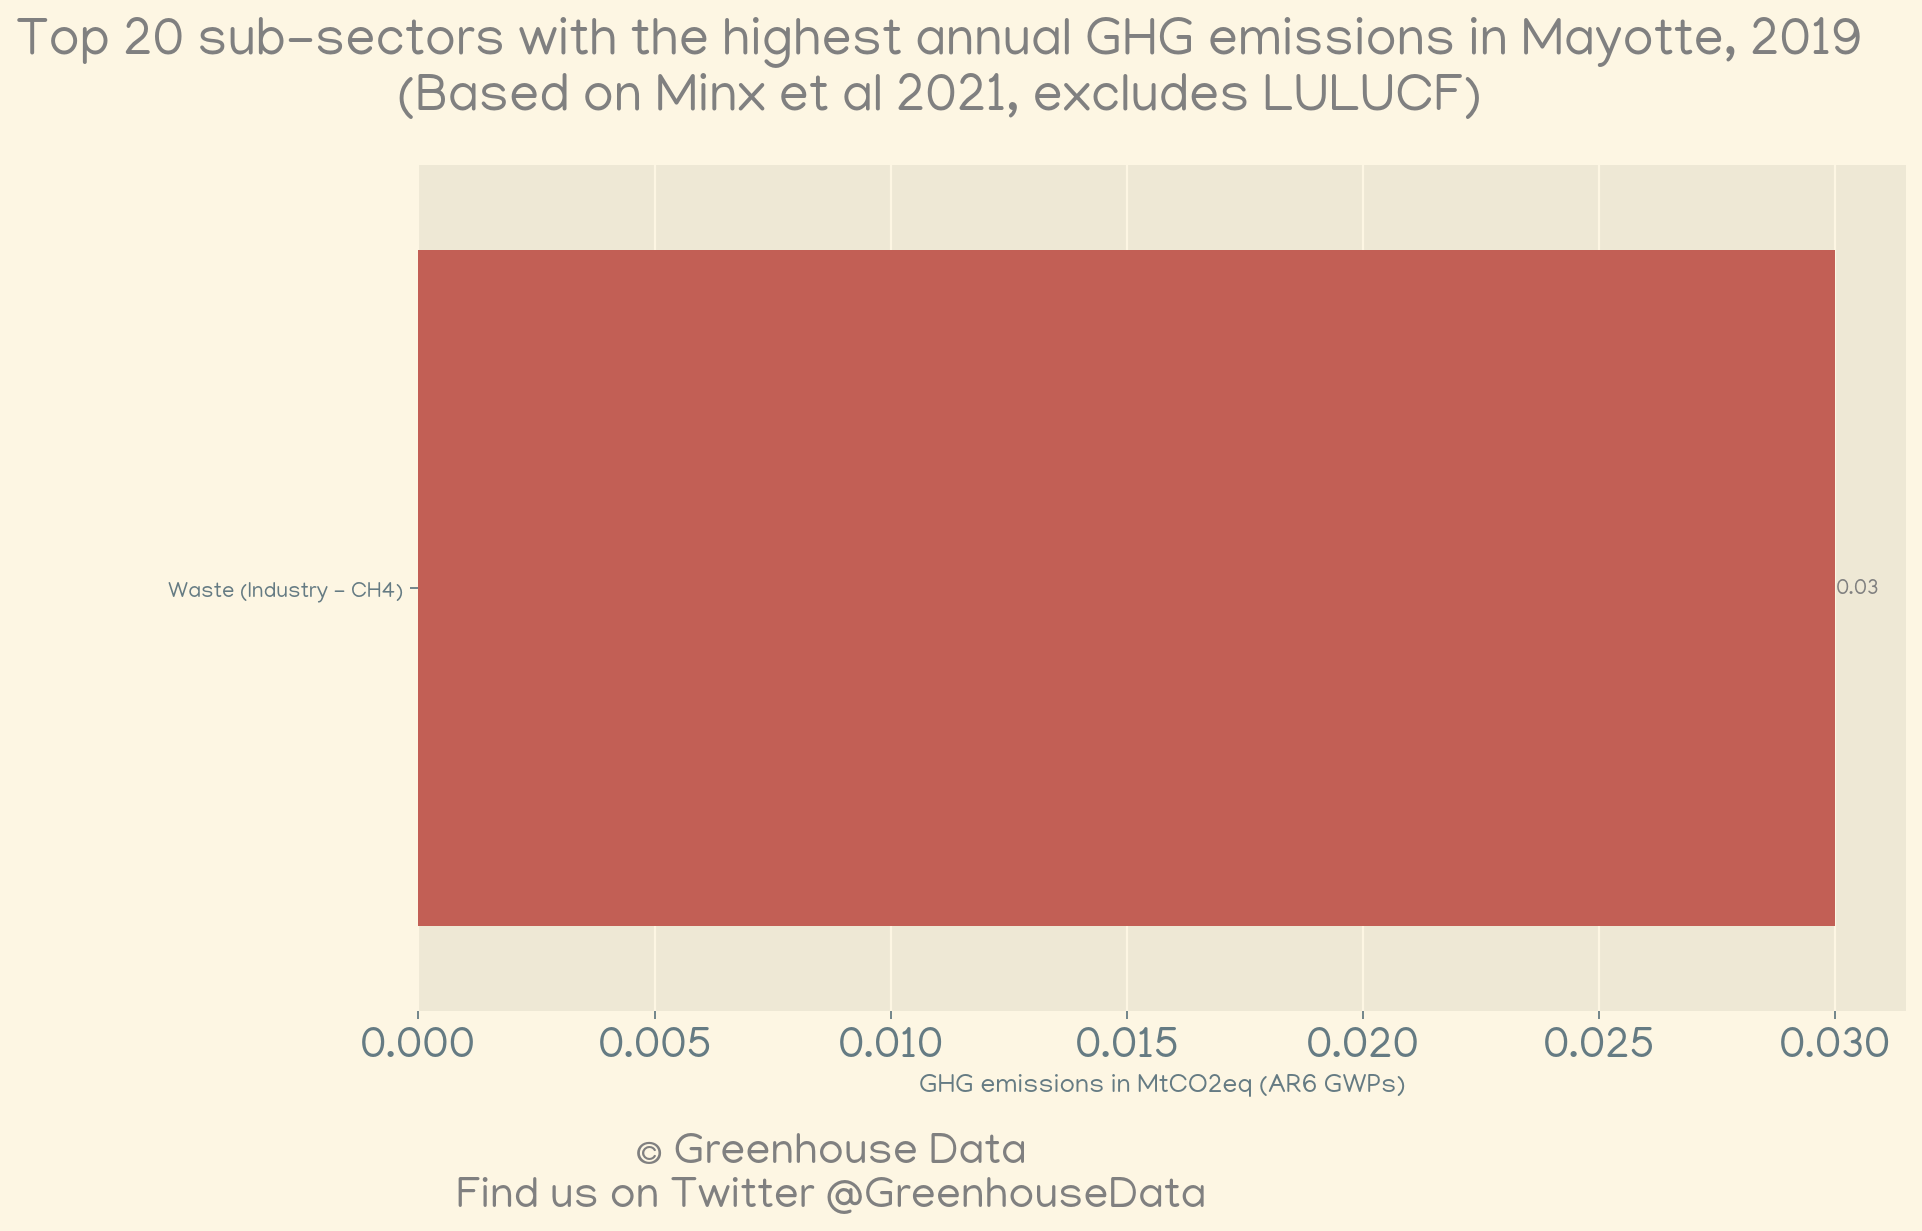 Top 20 sub-sectors with the highest annual GHG emissions in Mayotte, 2019
(Based on Minx et al 2021, excludes LULUCF)
Waste (Industry - CH4)
0.03
0.000 0.005 0.010 0.015 0.020 0.025 0.030
GHG emissions in MtCO2eq (AR6 GWPs)
© Greenhouse Data
Find us on Twitter @GreenhouseData